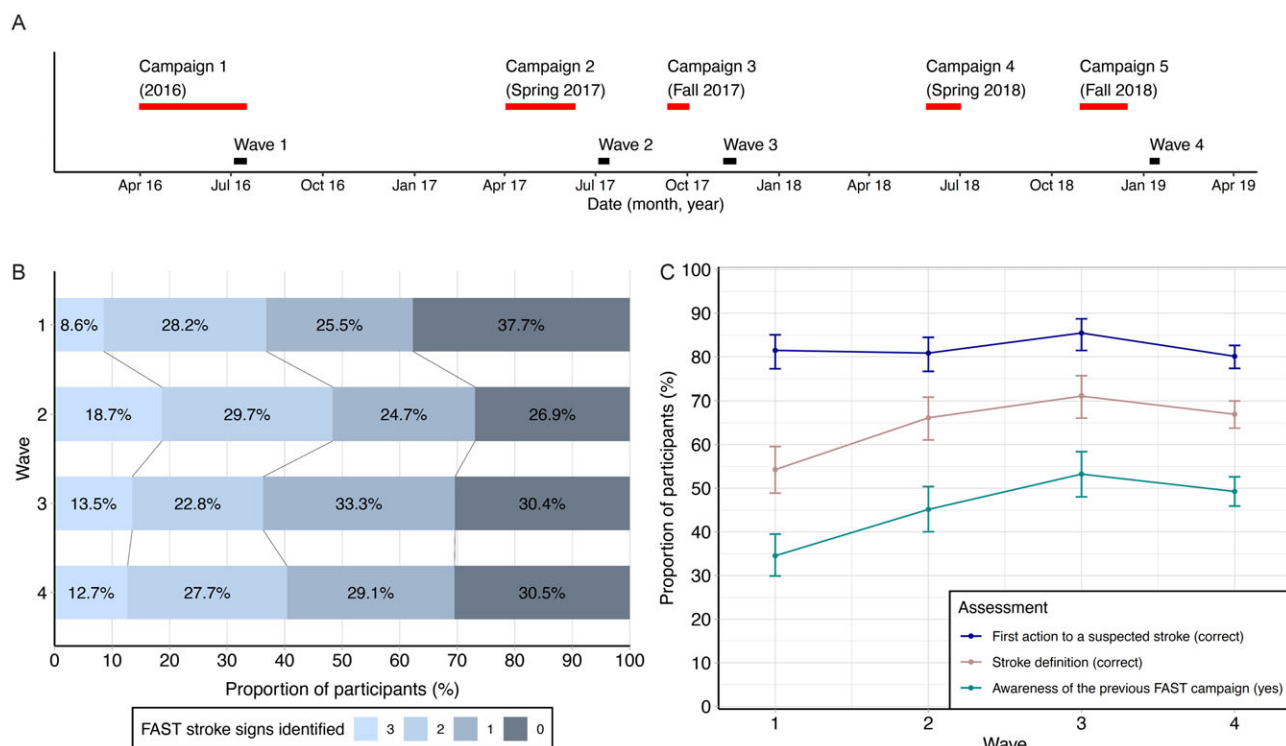 A
Campaign 1 Campaign 2 Campaign 3 Campaign 4 Campaign 5
(2016) (Spring 2017) (Fall 2017) (Spring 2018) (Fall 2018)
Wave 1 Wave 2 Wave 3 Wave 4
Apr 16 Jul 16 Oct 16 Jan 17 Apr 17 Jul 17 Oct 17 Jan 18 Apr 18 Jul 18 Oct 18 Jan 19 Apr 19
Date (month, year)
B
Wave
1 8.6% 28.2% 25.5% 37.7%
2 18.7% 29.7% 24.7% 26.9%
3 13.5% 22.8% 33.3% 30.4%
4 12.7% 27.7% 29.1% 30.5%
0 10 20 30 40 50 60 70 80 90 100
Proportion of participants (%)
FAST stroke signs identified 3 2 1 0
C
Proportion of participants (%)
100
90
80
70
60
50
40
30
20
10
0
Assessment
First action to a suspected stroke (correct)
Stroke definition (correct)
Awareness of the previous FAST campaign (yes)
1 2 3 4
Wave